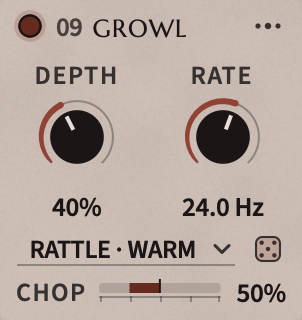 09 GROWL
DEPTH RATE
40% 24.0 Hz
RATTLE · WARM
CHOP 50%